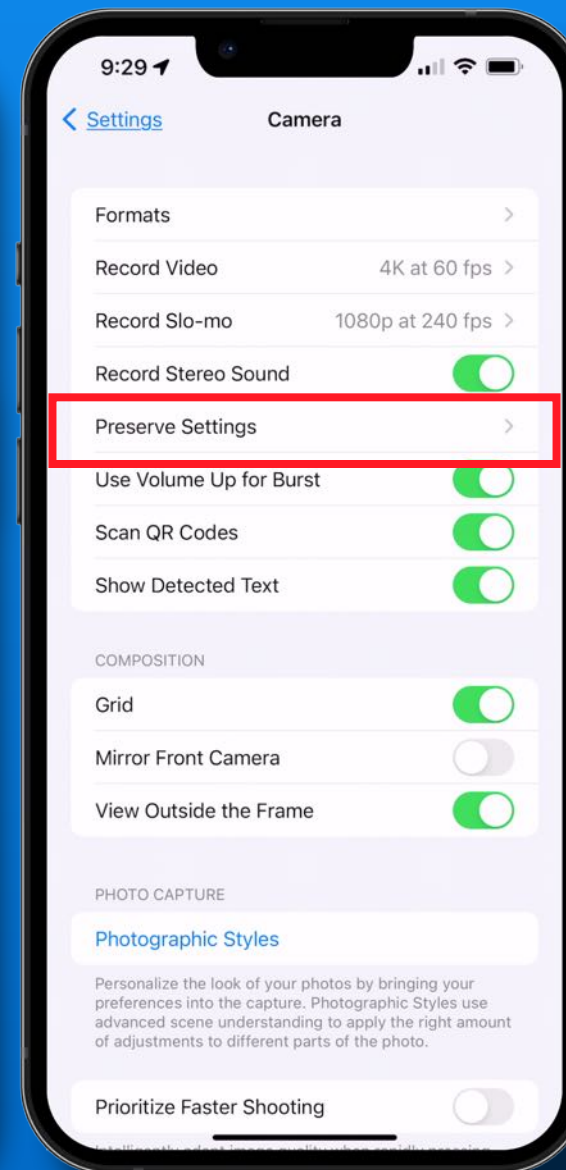 9:29
Settings
Camera
Formats
Record Video 4K at 60 fps
Record Slo-mo 1080p at 240 fps
Record Stereo Sound
Preserve Settings
Use Volume Up for Burst
Scan QR Codes
Show Detected Text
COMPOSITION
Grid
Mirror Front Camera
View Outside the Frame
PHOTO CAPTURE
Photographic Styles
Personalize the look of your photos by bringing your
preferences into the capture. Photographic Styles use
advanced scene understanding to apply the right amount
of adjustments to different parts of the photo.
Prioritize Faster Shooting